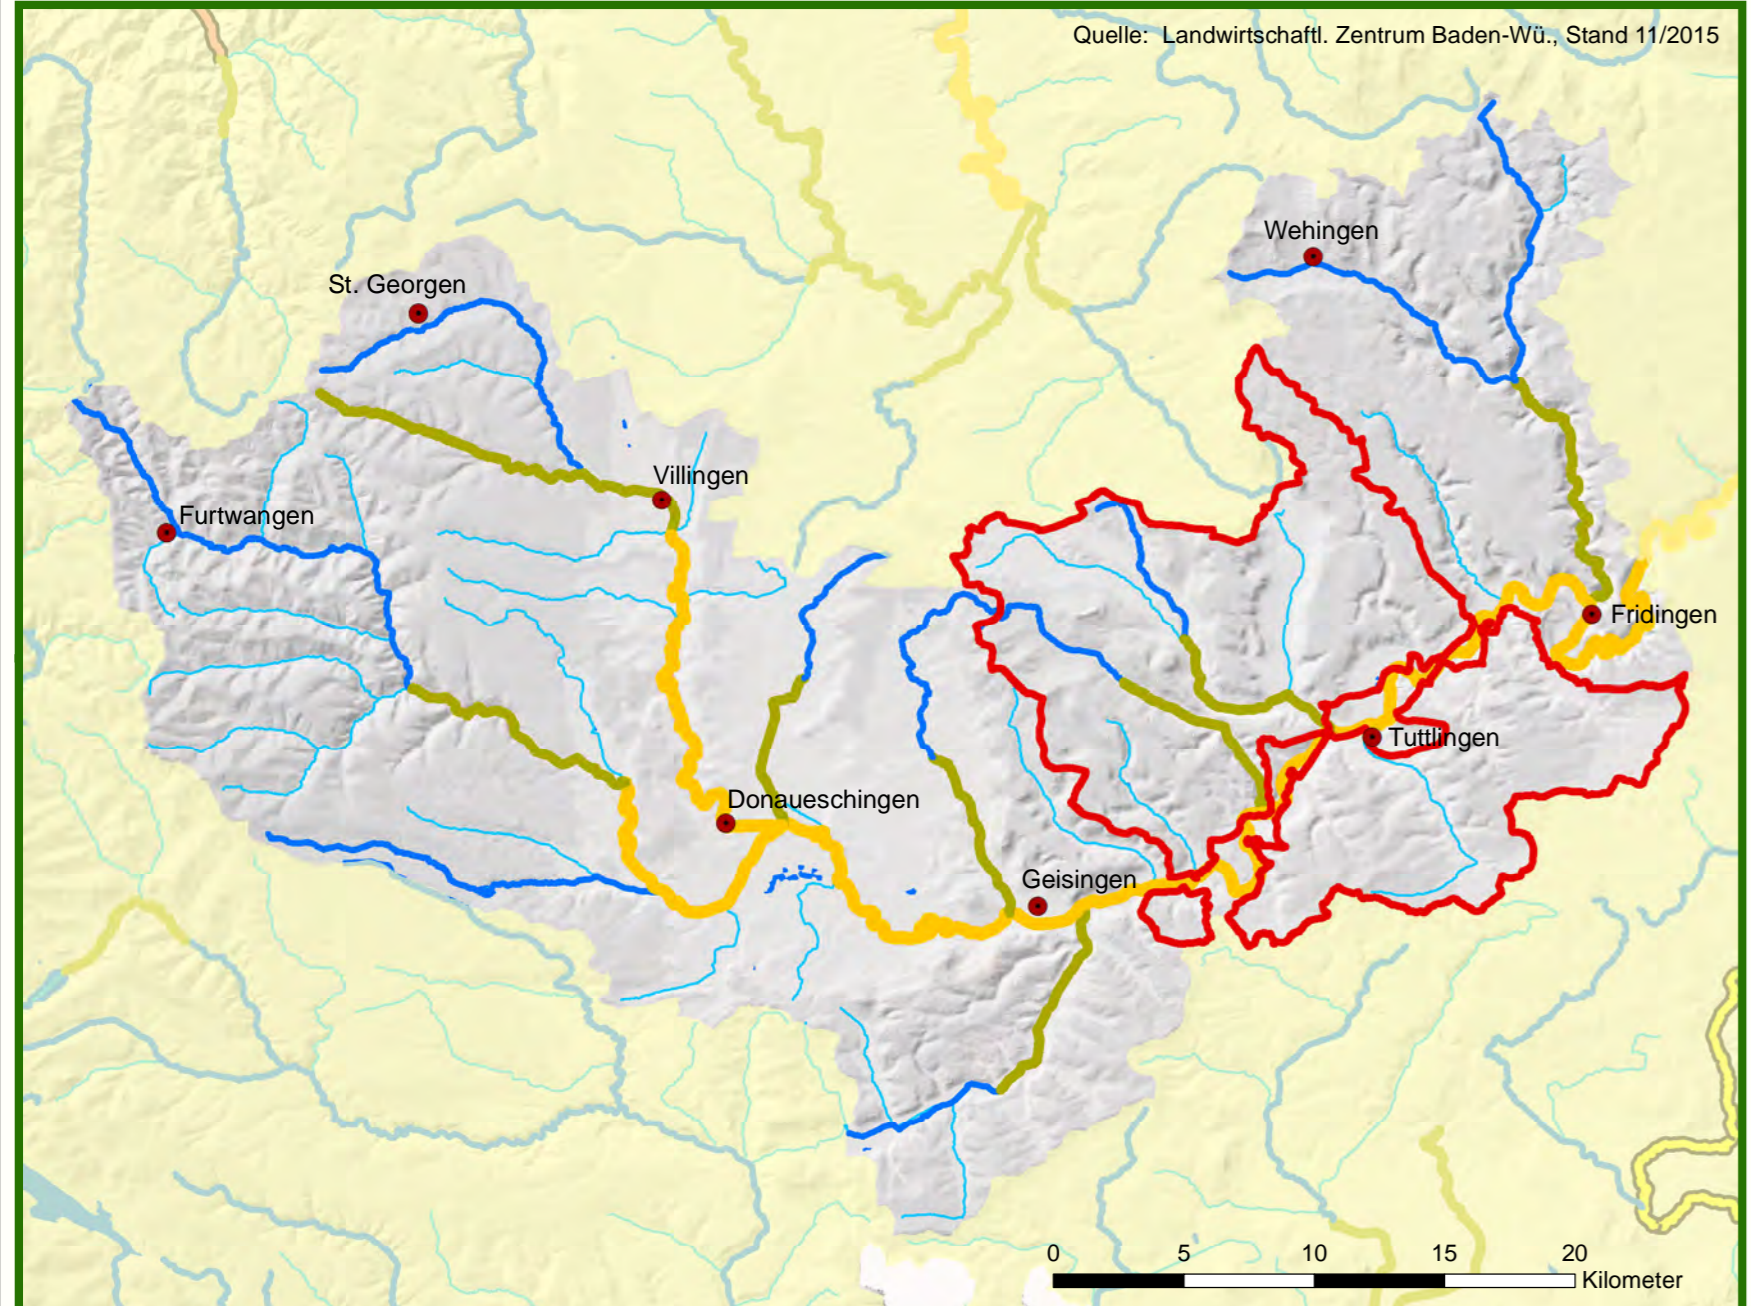 Quelle: Landwirtschaftl. Zentrum Baden-Wü., Stand 11/2015
Wehingen
St. Georgen
Villingen
Furtwangen
Fridingen
Tuttlingen
Donaueschingen
Geisingen
0 5 10 15 20
Kilometer